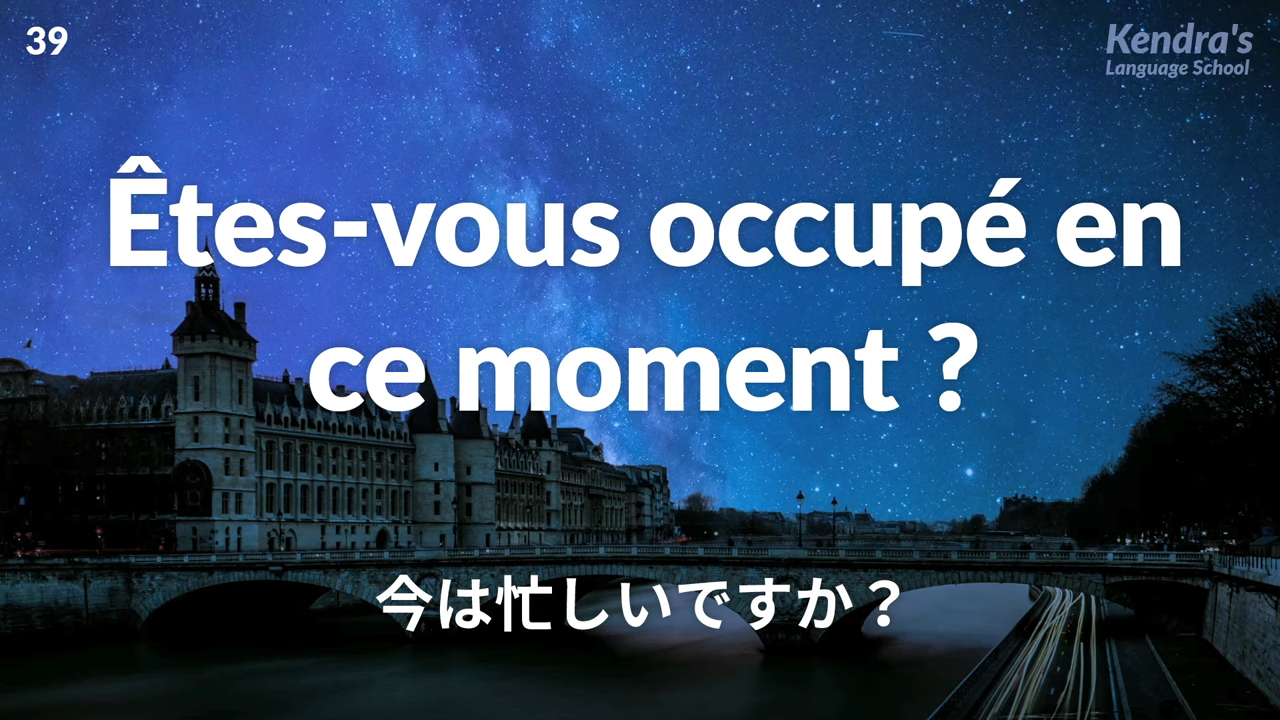 39
Kendra's
Language School
Êtes-vous occupé en
ce moment ?
今は忙しいですか？